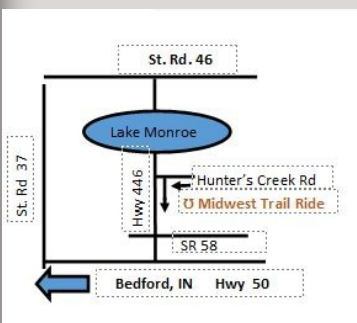 St. Rd. 46
Lake Monroe
St. Rd 37
Hwy 446
Hunter's Creek Rd
Ʊ Midwest Trail Ride
SR 58
Bedford, IN Hwy 50